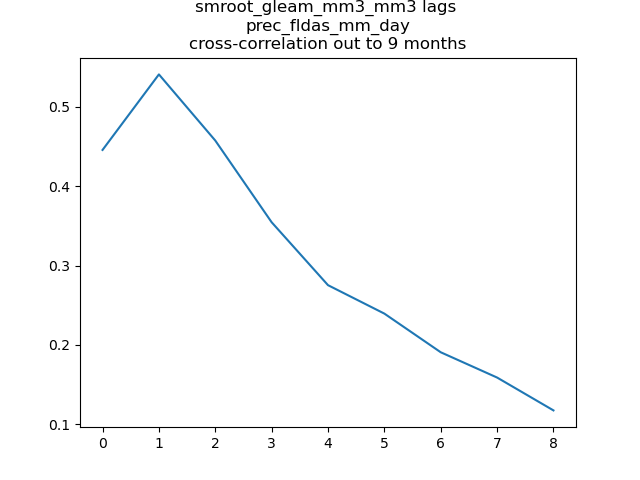 smroot_gleam_mm3_mm3 lags
prec_fldas_mm_day
cross-correlation out to 9 months
0.5
0.4
0.3
0.2
0.1
0 1 2 3 4 5 6 7 8